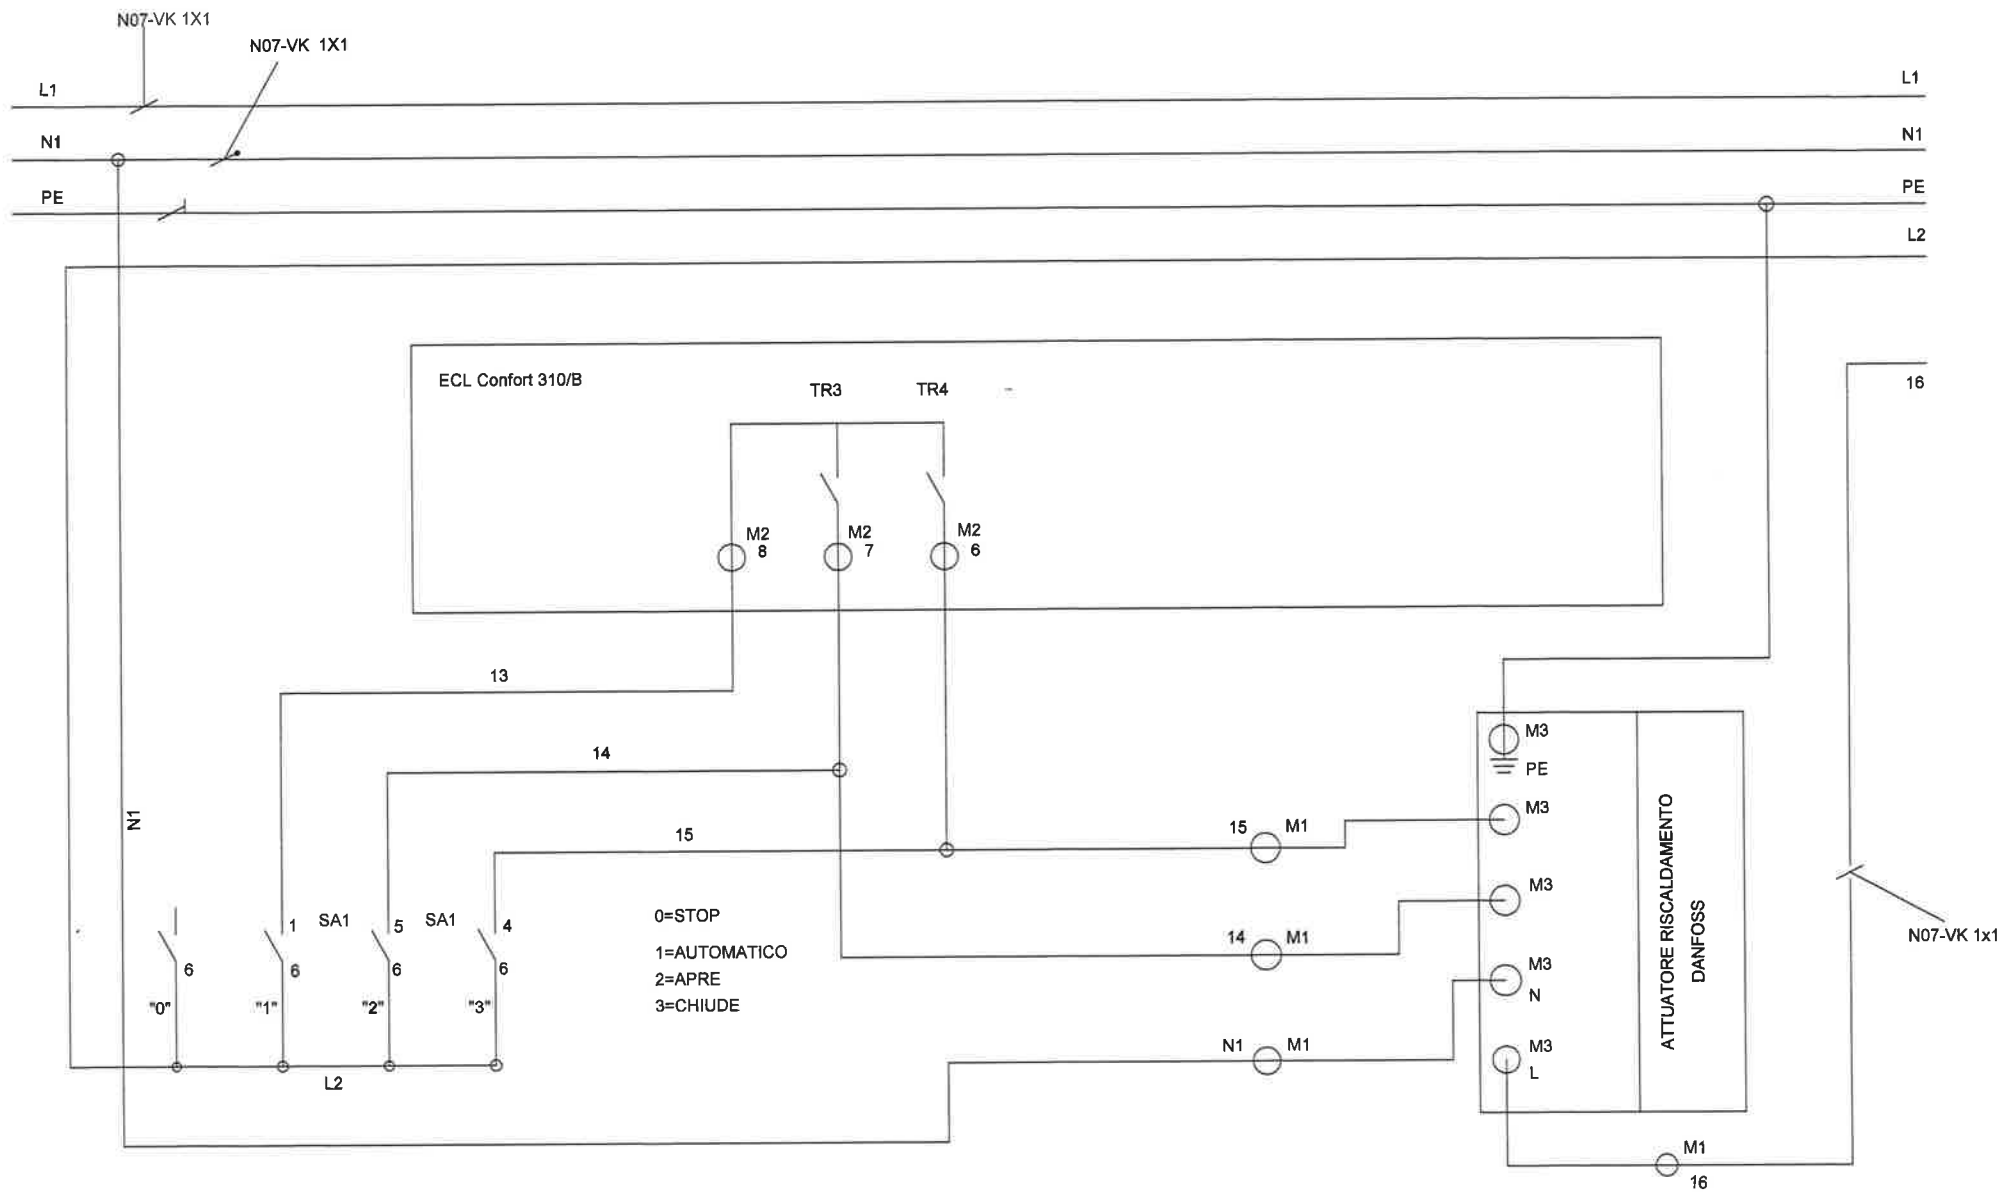 N07-VK 1X1
N07-VK 1X1
L1
L1
N1
N1
PE
PE
L2
ECL Confort 310/B
TR3
TR4
16
M2
8
M2
7
M2
6
13
14
N1
15
15 M1
M3
PE
M3
1
SA1
5
SA1
4
6
6
6
6
"0"
"1"
"2"
"3"
L2
0=STOP
1=AUTOMATICO
2=APRE
3=CHIUDE
14 M1
M3
N1 M1
M3
N
M3
L
ATTUATORE RISCALDAMENTO
DANFOSS
N07-VK 1x1
M1
16